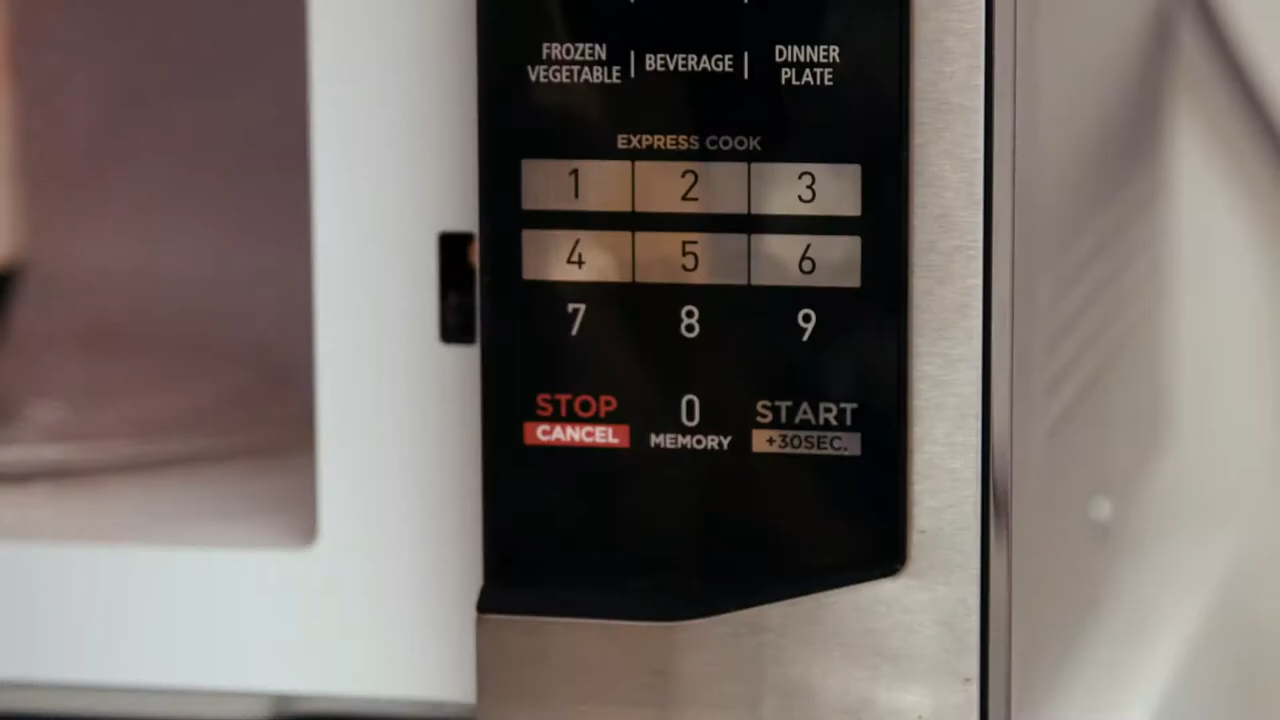 FROZEN VEGETABLE | BEVERAGE | DINNER PLATE
EXPRESS COOK
1 2 3
4 5 6
7 8 9
STOP 0 START
CANCEL MEMORY +30SEC.